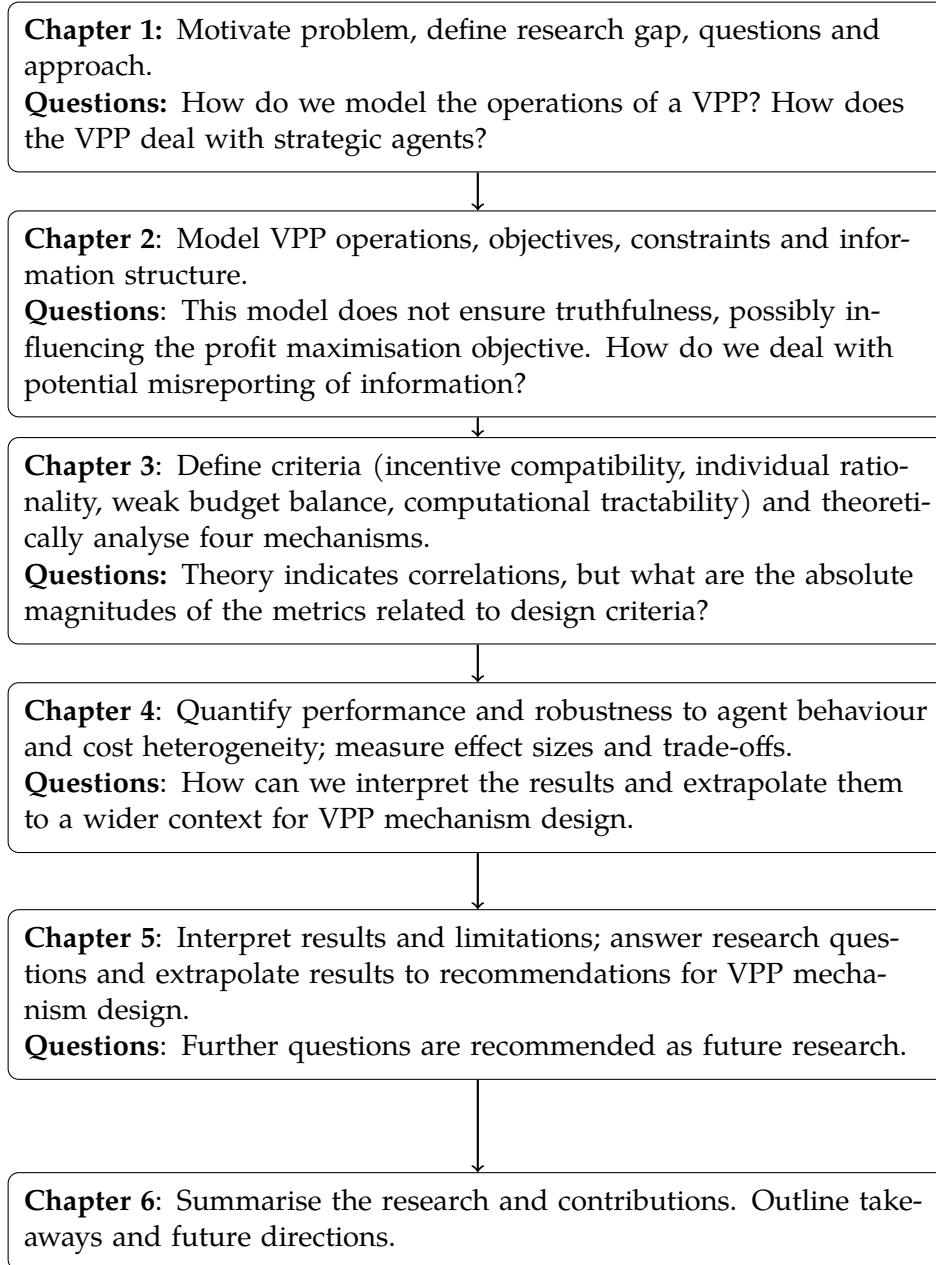 Chapter 1: Motivate problem, define research gap, questions and
approach.
Questions: How do we model the operations of a VPP? How does
the VPP deal with strategic agents?
Chapter 2: Model VPP operations, objectives, constraints and infor-
mation structure.
Questions: This model does not ensure truthfulness, possibly in-
fluencing the profit maximisation objective. How do we deal with
potential misreporting of information?
Chapter 3: Define criteria (incentive compatibility, individual ratio-
nality, weak budget balance, computational tractability) and theoreti-
cally analyse four mechanisms.
Questions: Theory indicates correlations, but what are the absolute
magnitudes of the metrics related to design criteria?
Chapter 4: Quantify performance and robustness to agent behaviour
and cost heterogeneity; measure effect sizes and trade-offs.
Questions: How can we interpret the results and extrapolate them
to a wider context for VPP mechanism design.
Chapter 5: Interpret results and limitations; answer research ques-
tions and extrapolate results to recommendations for VPP mecha-
nism design.
Questions: Further questions are recommended as future research.
Chapter 6: Summarise the research and contributions. Outline take-
aways and future directions.